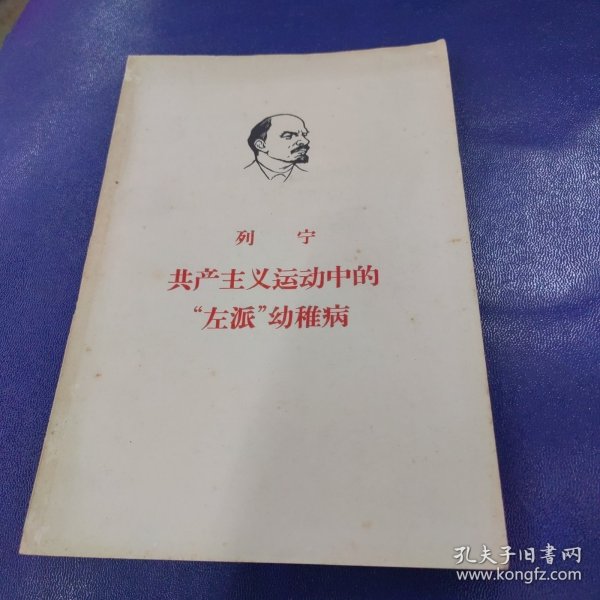 列 宁
共产主义运动中的
“左派”幼稚病
孔夫子旧書网
www.kongfz.com